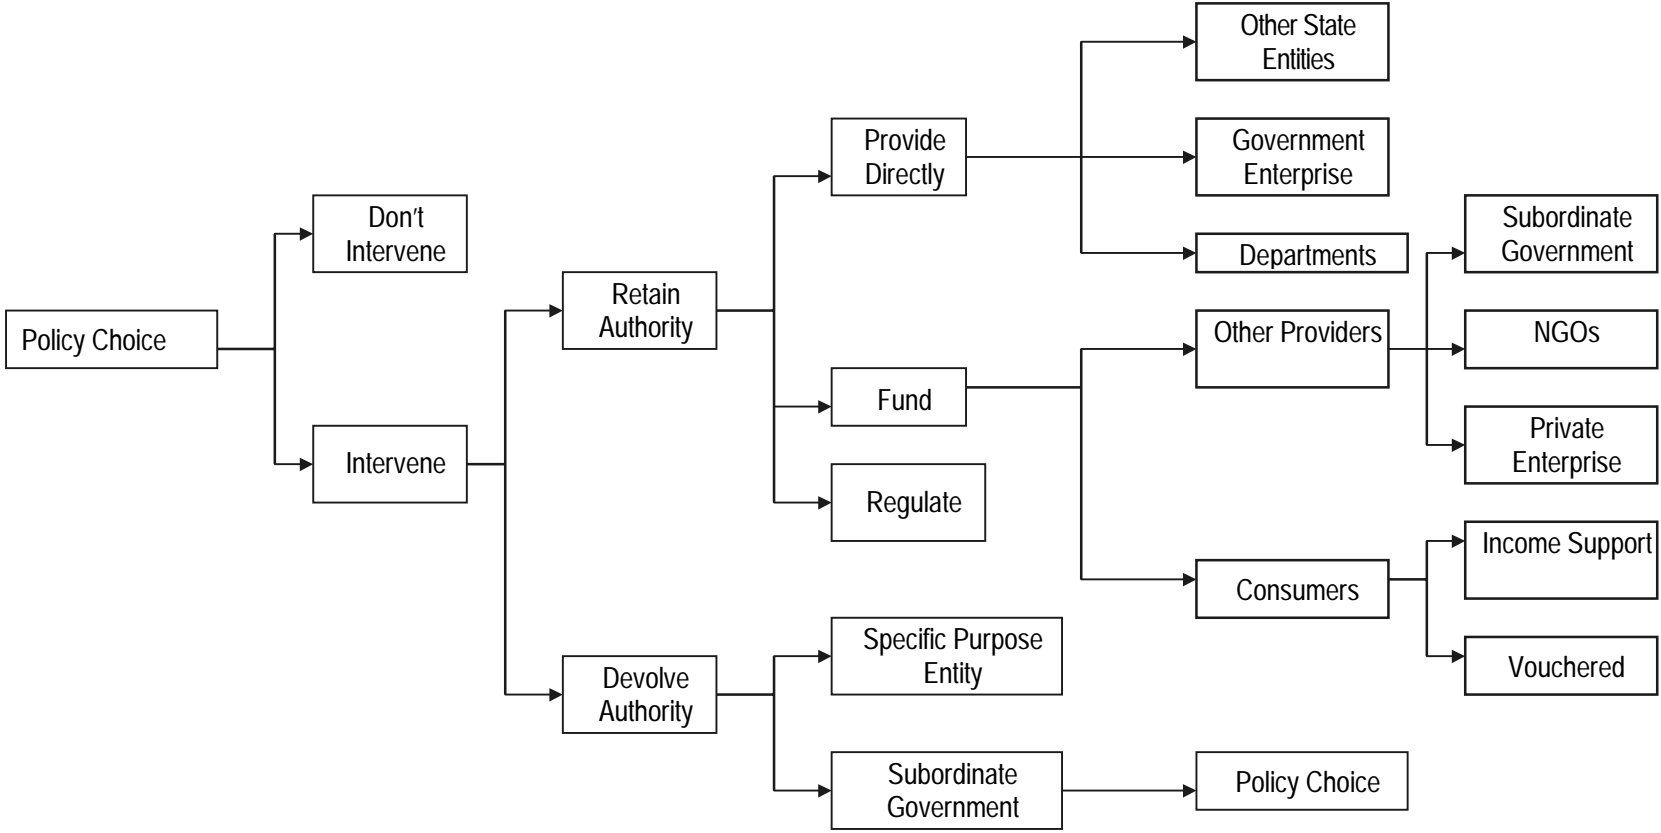 Other State
Entities
Provide
Directly
Government
Enterprise
Don't
Intervene
Subordinate
Government
Departments
Retain
Authority
Policy Choice
Other Providers
NGOs
Fund
Private
Enterprise
Intervene
Regulate
Income Support
Consumers
Specific Purpose
Entity
Vouchered
Devolve
Authority
Subordinate
Government
Policy Choice